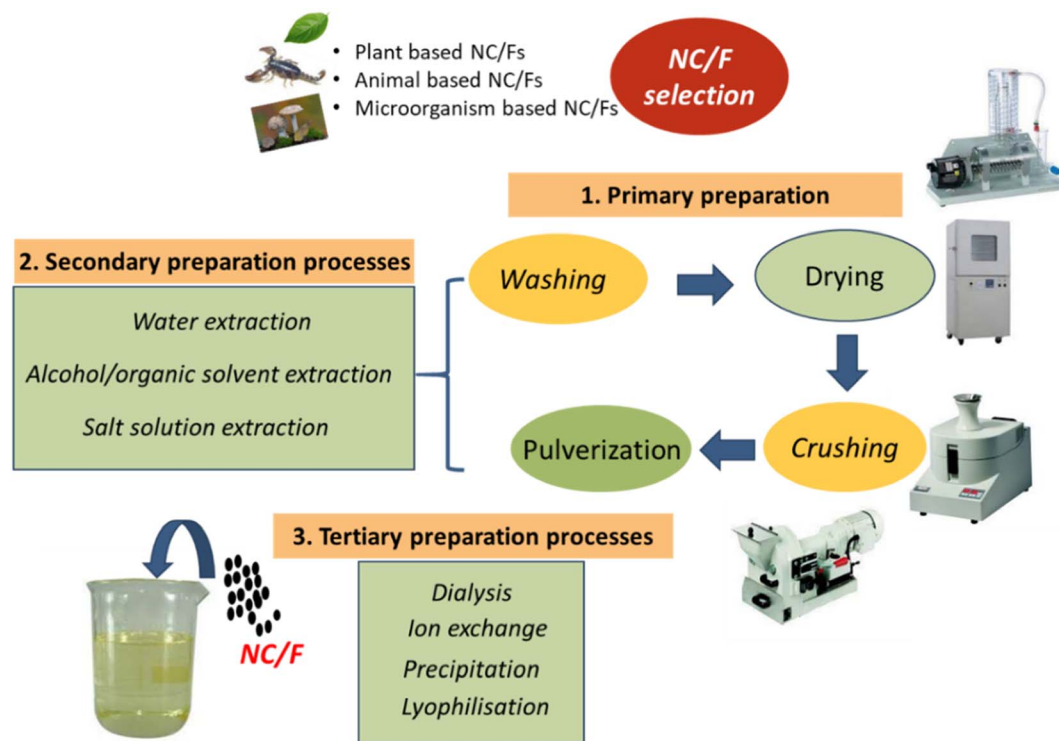 • Plant based NC/Fs
• Animal based NC/Fs
• Microorganism based NC/Fs
NC/F
selection
1. Primary preparation
2. Secondary preparation processes
Washing
Drying
Water extraction
Alcohol/organic solvent extraction
Salt solution extraction
Pulverization
Crushing
3. Tertiary preparation processes
Dialysis
Ion exchange
Precipitation
Lyophilisation
NC/F